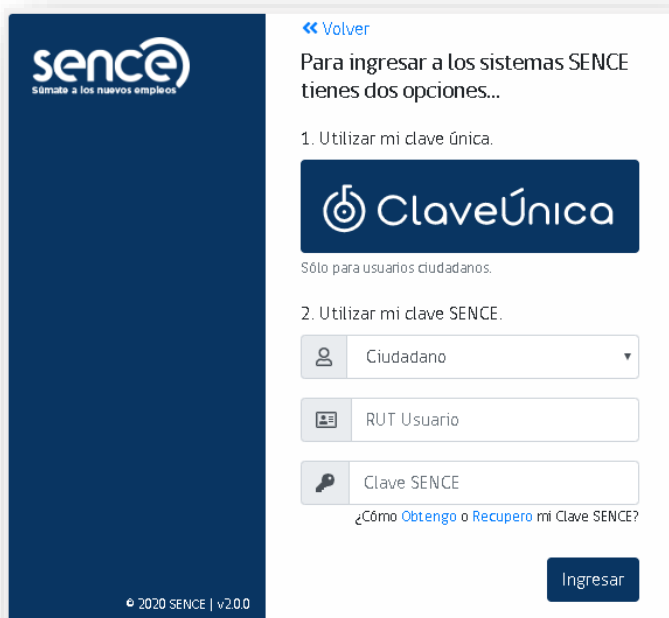 sence
Súmate a los nuevos empleos
Volver
Para ingresar a los sistemas SENCE
tienes dos opciones...
1. Utilizar mi clave única.
ClaveÚnica
Sólo para usuarios ciudadanos.
2. Utilizar mi clave SENCE.
Ciudadano
RUT Usuario
Clave SENCE
¿Cómo Obtengo o Recupero mi Clave SENCE?
Ingresar
© 2020 SENCE | v2.0.0